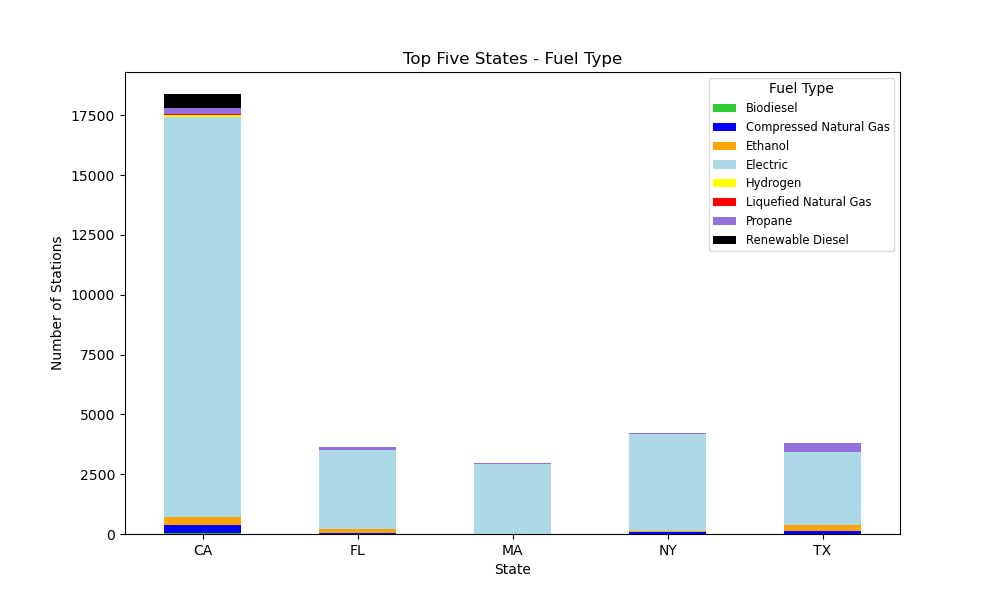 Top Five States - Fuel Type
Number of Stations
17500
15000
12500
10000
7500
5000
2500
0
CA
FL
MA
NY
TX
State
Fuel Type
Biodiesel
Compressed Natural Gas
Ethanol
Electric
Hydrogen
Liquefied Natural Gas
Propane
Renewable Diesel